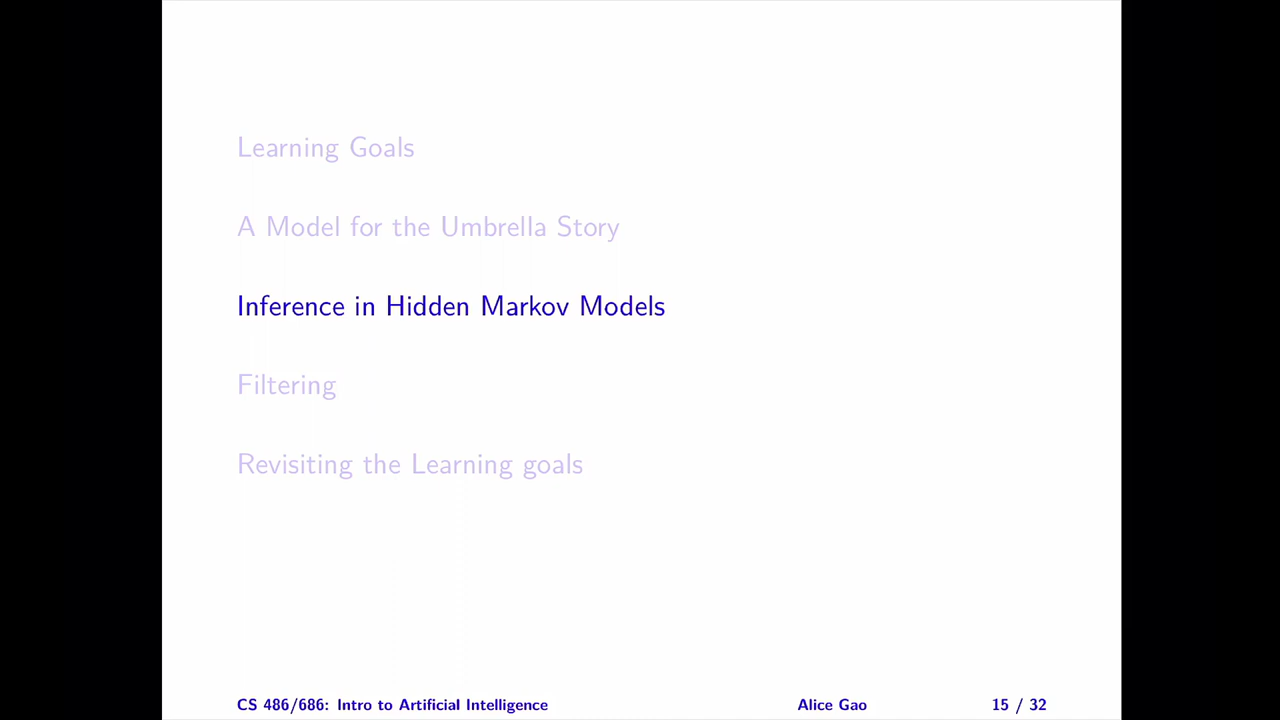 Learning Goals
A Model for the Umbrella Story
Inference in Hidden Markov Models
Filtering
Revisiting the Learning goals
CS 486/686: Intro to Artificial Intelligence Alice Gao 15 / 32